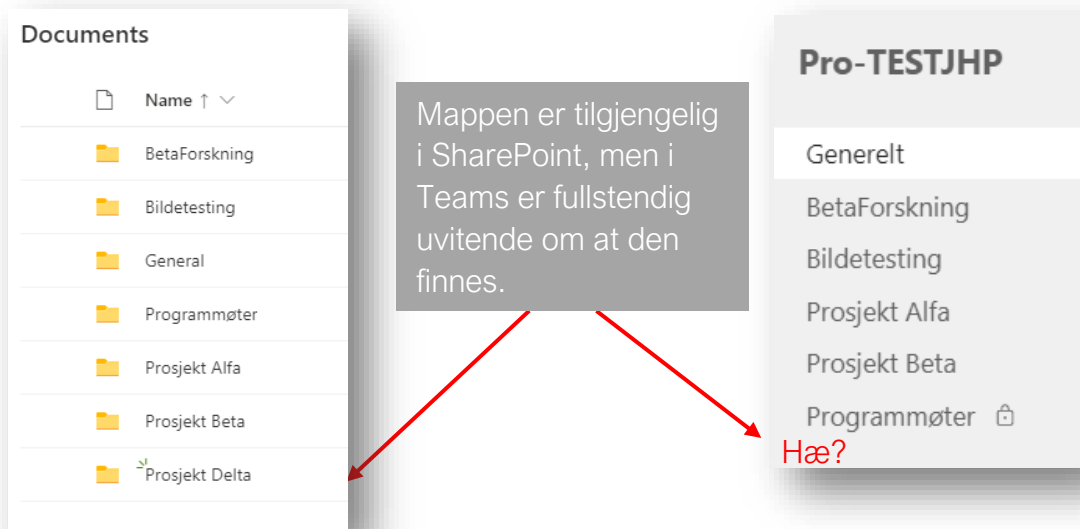 Documents
Name ↑
BetaForskning
Bildetesting
General
Programmøter
Prosjekt Alfa
Prosjekt Beta
Prosjekt Delta
Mappen er tilgjengelig
i SharePoint, men i
Teams er fullstendig
uvitende om at den
finnes.
Pro-TESTJHP
Generelt
BetaForskning
Bildetesting
Prosjekt Alfa
Prosjekt Beta
Programmøter
Hæ?